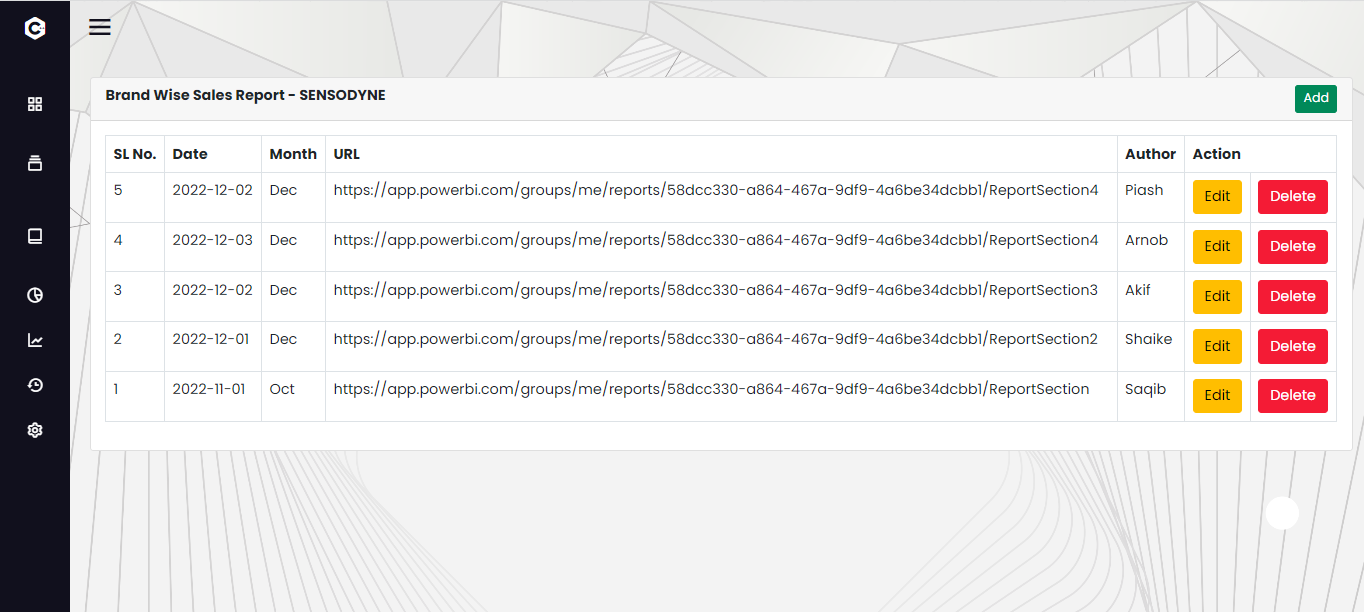 Brand Wise Sales Report - SENSODYNE
Add
SL No. Date Month URL Author Action
5 2022-12-02 Dec https://app.powerbi.com/groups/me/reports/58dcc330-a864-467a-9df9-4a6be34dcbb1/ReportSection4 Piash Edit Delete
4 2022-12-03 Dec https://app.powerbi.com/groups/me/reports/58dcc330-a864-467a-9df9-4a6be34dcbb1/ReportSection4 Arnob Edit Delete
3 2022-12-02 Dec https://app.powerbi.com/groups/me/reports/58dcc330-a864-467a-9df9-4a6be34dcbb1/ReportSection3 Akif Edit Delete
2 2022-12-01 Dec https://app.powerbi.com/groups/me/reports/58dcc330-a864-467a-9df9-4a6be34dcbb1/ReportSection2 Shaike Edit Delete
1 2022-11-01 Oct https://app.powerbi.com/groups/me/reports/58dcc330-a864-467a-9df9-4a6be34dcbb1/ReportSection Saqib Edit Delete